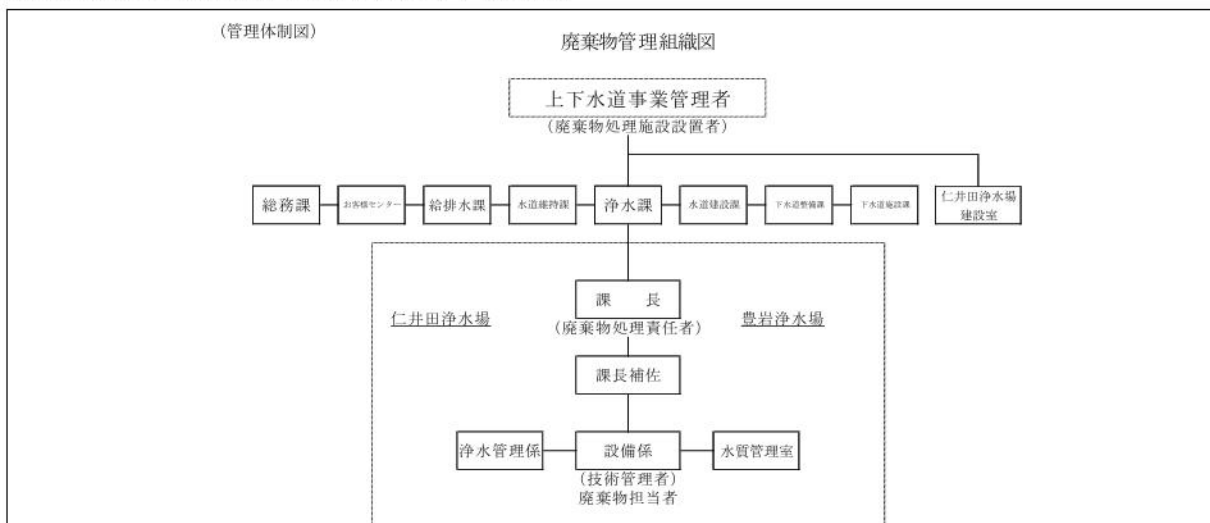 (管理体制図)
廃棄物管理組織図
上下水道事業管理者
(廃棄物処理施設設置者)
総務課
お客様センター
給排水課
水道維持課
浄水課
水道建設課
下水道整備課
下水道施設課
仁井田浄水場
建設室
課 長
仁井田浄水場
(廃棄物処理責任者)
豊岩浄水場
課長補佐
浄水管理係
設備係
水質管理室
(技術管理者)
廃棄物担当者